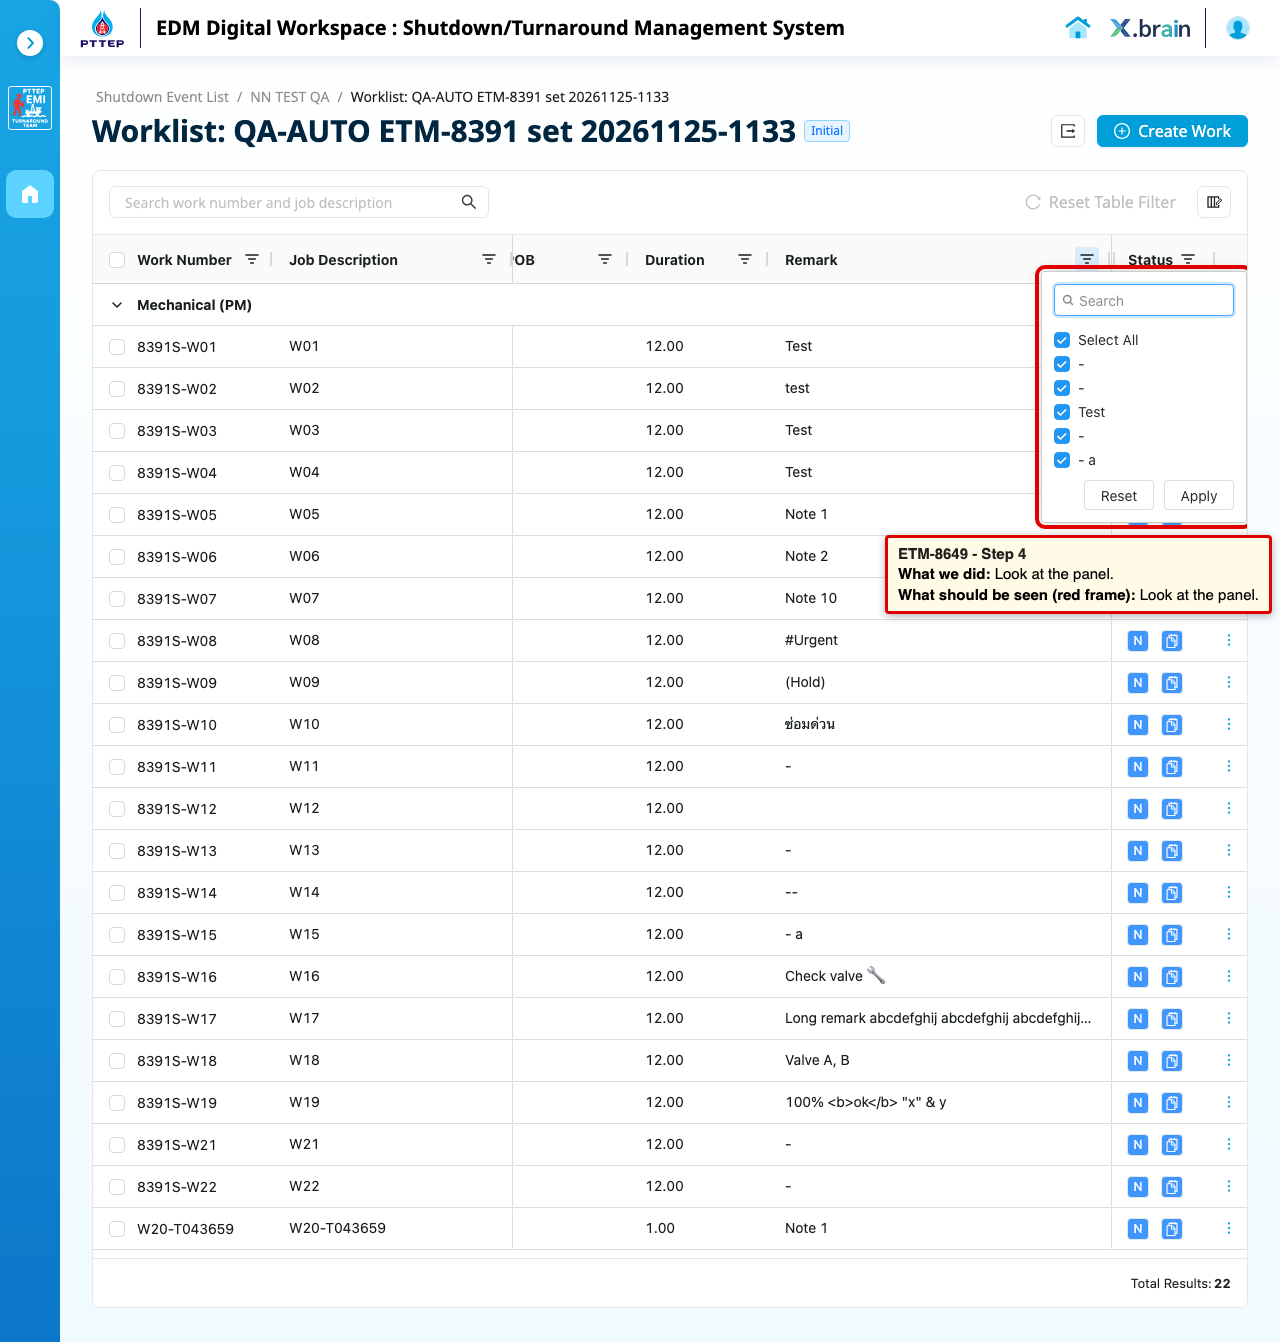 PTTEP
EDM Digital Workspace : Shutdown/Turnaround Management System
X.brain
PTTEP
EMI
TURNAROUND
TEAM
Shutdown Event List / NN TEST QA / Worklist: QA-AUTO ETM-8391 set 20261125-1133
Worklist: QA-AUTO ETM-8391 set 20261125-1133 Initial
Create Work
Search work number and job description
Reset Table Filter
Work Number Job Description OB Duration Remark Status
Mechanical (PM)
8391S-W01 W01 12.00 Test
8391S-W02 W02 12.00 test
8391S-W03 W03 12.00 Test
8391S-W04 W04 12.00 Test
8391S-W05 W05 12.00 Note 1
8391S-W06 W06 12.00 Note 2
8391S-W07 W07 12.00 Note 10
8391S-W08 W08 12.00 #Urgent N
8391S-W09 W09 12.00 (Hold) N
8391S-W10 W10 12.00 ซ่อมด่วน N
8391S-W11 W11 12.00 - N
8391S-W12 W12 12.00 N
8391S-W13 W13 12.00 - N
8391S-W14 W14 12.00 -- N
8391S-W15 W15 12.00 - a N
8391S-W16 W16 12.00 Check valve 🔧 N
8391S-W17 W17 12.00 Long remark abcdefghij abcdefghij abcdefghij... N
8391S-W18 W18 12.00 Valve A, B N
8391S-W19 W19 12.00 100% <b>ok</b> "x" & y N
8391S-W21 W21 12.00 - N
8391S-W22 W22 12.00 - N
W20-T043659 W20-T043659 1.00 Note 1 N
Search
Select All
-
-
Test
-
- a
Reset Apply
ETM-8649 - Step 4
What we did: Look at the panel.
What should be seen (red frame): Look at the panel.
Total Results: 22